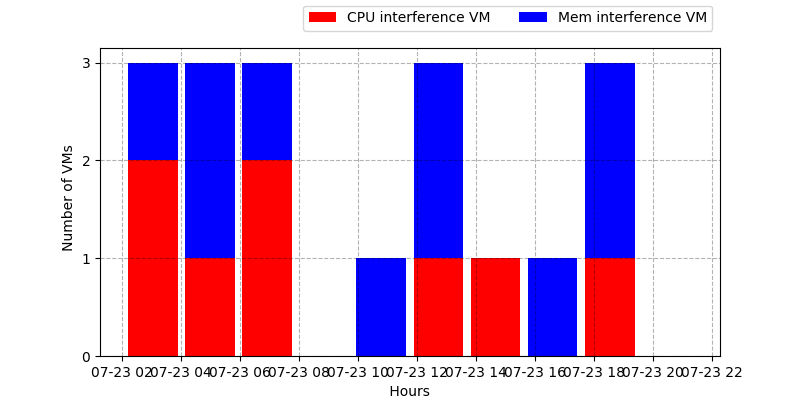 CPU interference VM Mem interference VM
3
2
1
0
Number of VMs
07-23 02 07-23 04 07-23 06 07-23 08 07-23 10 07-23 12 07-23 14 07-23 16 07-23 18 07-23 20 07-23 22
Hours